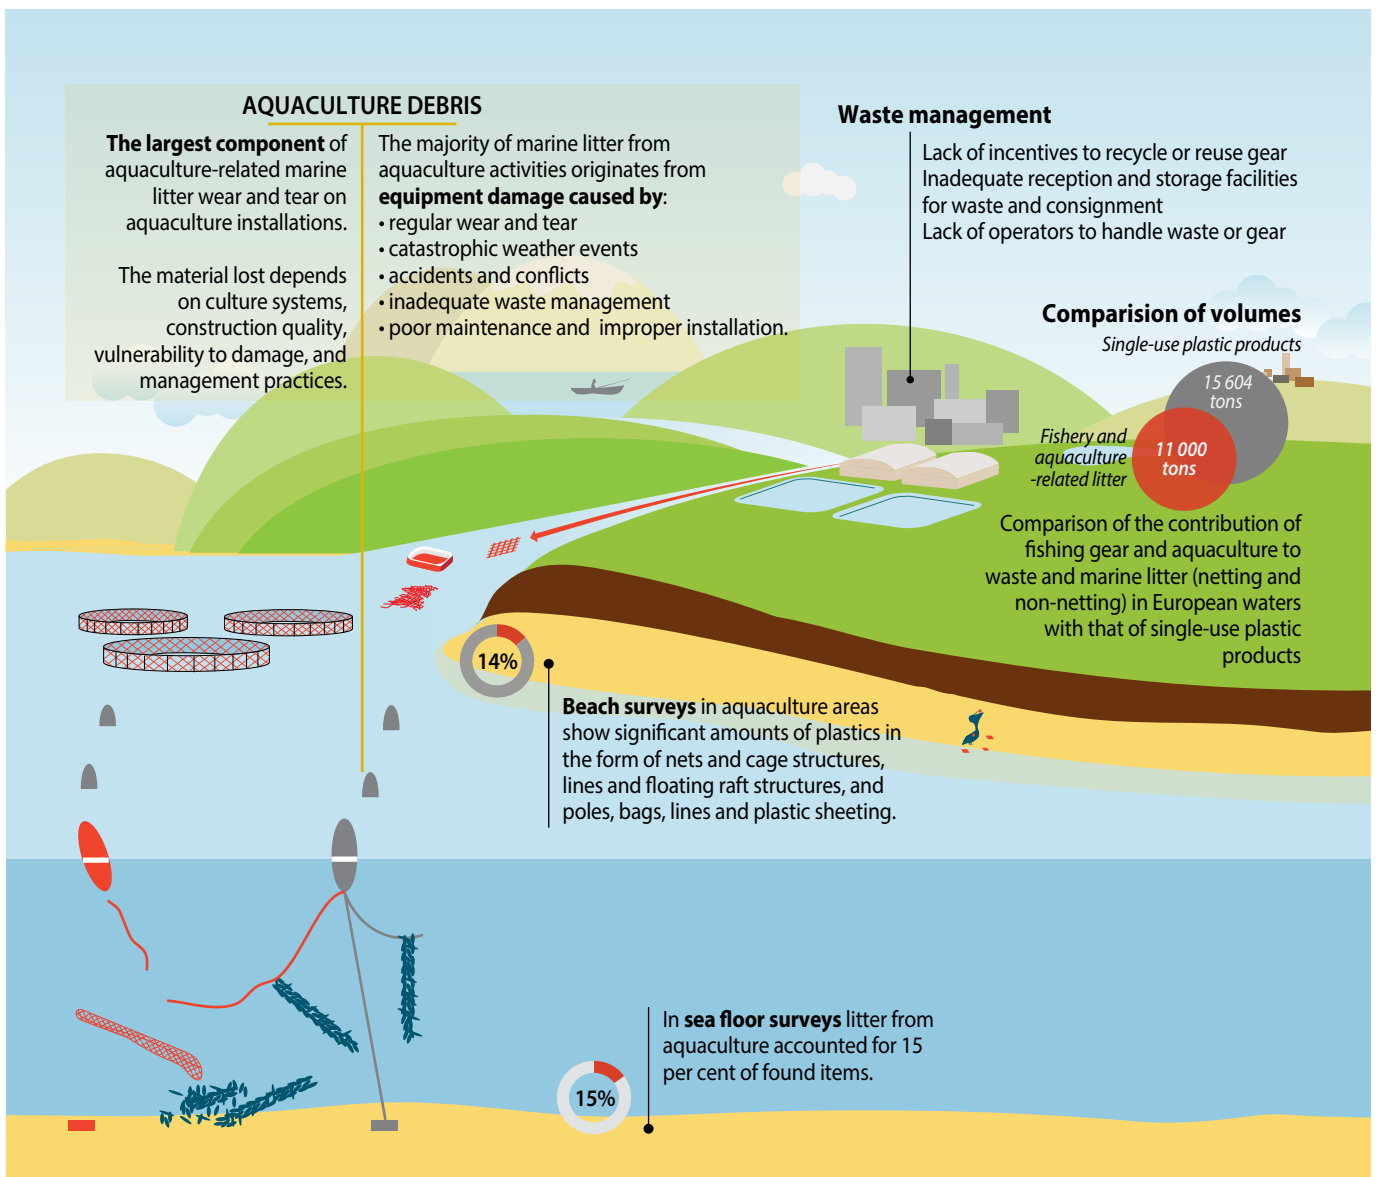 AQUACULTURE DEBRIS
The largest component of
aquaculture-related marine
litter wear and tear on
aquaculture installations.
The material lost depends
on culture systems,
construction quality,
vulnerability to damage, and
management practices.
The majority of marine litter from
aquaculture activities originates from
equipment damage caused by:
• regular wear and tear
• catastrophic weather events
• accidents and conflicts
• inadequate waste management
• poor maintenance and improper installation.
Waste management
Lack of incentives to recycle or reuse gear
Inadequate reception and storage facilities
for waste and consignment
Lack of operators to handle waste or gear
Comparision of volumes
Single-use plastic products
15 604
tons
Fishery and
aquaculture
-related litter
11 000
tons
Comparison of the contribution of
fishing gear and aquaculture to
waste and marine litter (netting and
non-netting) in European waters
with that of single-use plastic
products
14%
Beach surveys in aquaculture areas
show significant amounts of plastics in
the form of nets and cage structures,
lines and floating raft structures, and
poles, bags, lines and plastic sheeting.
In sea floor surveys litter from
aquaculture accounted for 15
per cent of found items.
15%